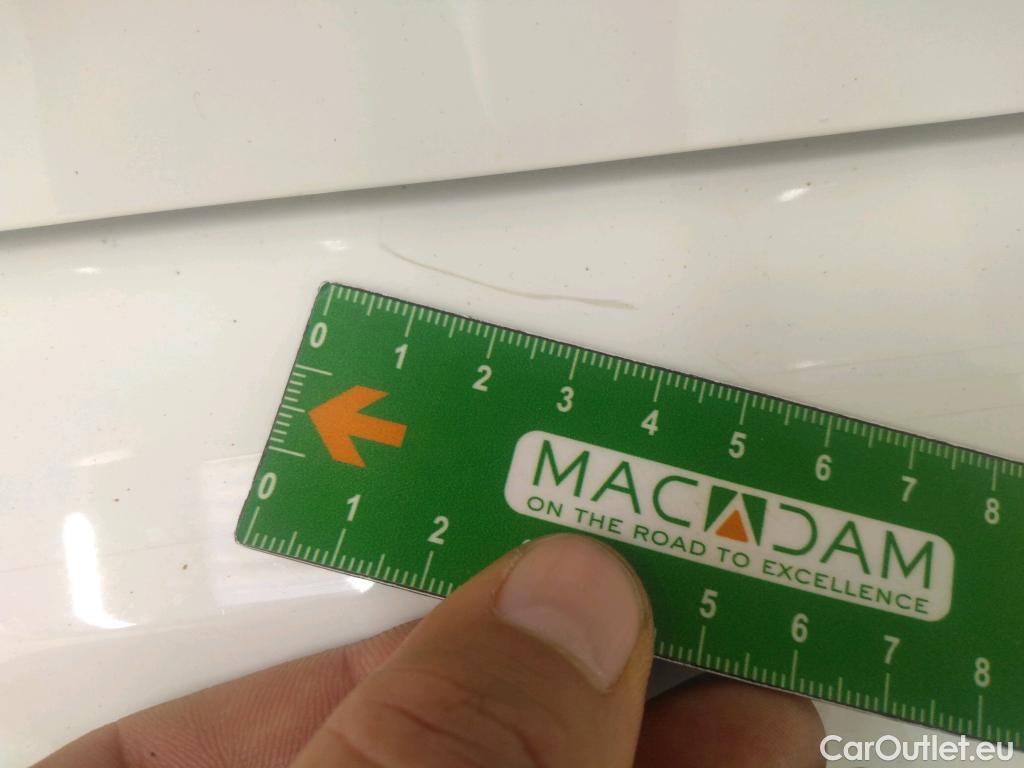 0 1 2 3 4 5 6 7 8
MACADAM
ON THE ROAD TO EXCELLENCE
0 1 2 5 6 7 8
CarOutlet.eu